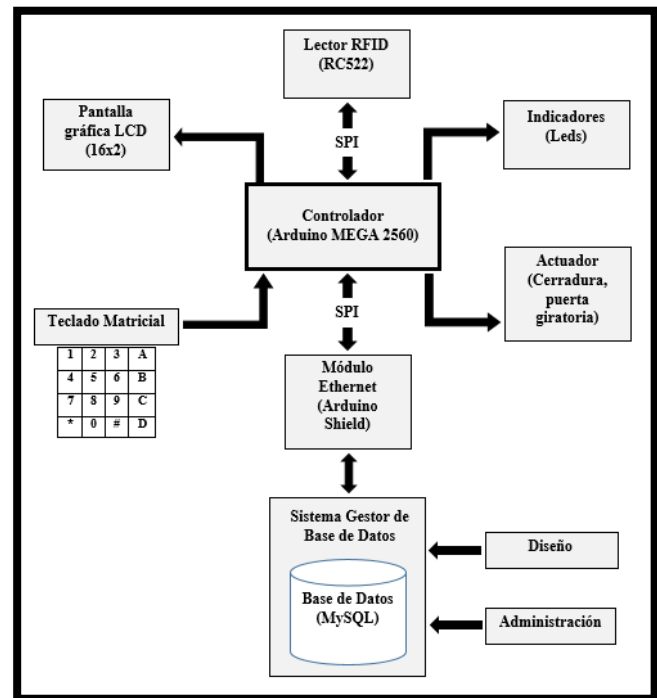 Lector RFID
(RC522)
Pantalla
gráfica LCD
(16x2)
SPI
Indicadores
(Leds)
Controlador
(Arduino MEGA 2560)
Actuador
(Cerradura,
puerta
giratoria)
SPI
Teclado Matricial
1 2 3 A
4 5 6 B
7 8 9 C
* 0 # D
Módulo
Ethernet
(Arduino
Shield)
Sistema Gestor de
Base de Datos
Base de Datos
(MySQL)
Diseño
Administración